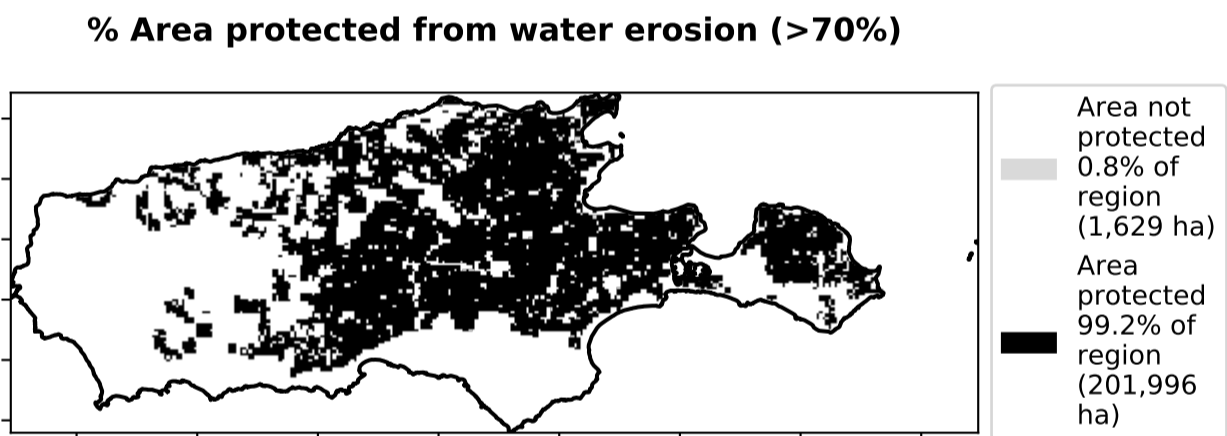 % Area protected from water erosion (>70%)
Area not
protected
0.8% of
region
(1,629 ha)
Area
protected
99.2% of
region
(201,996
ha)